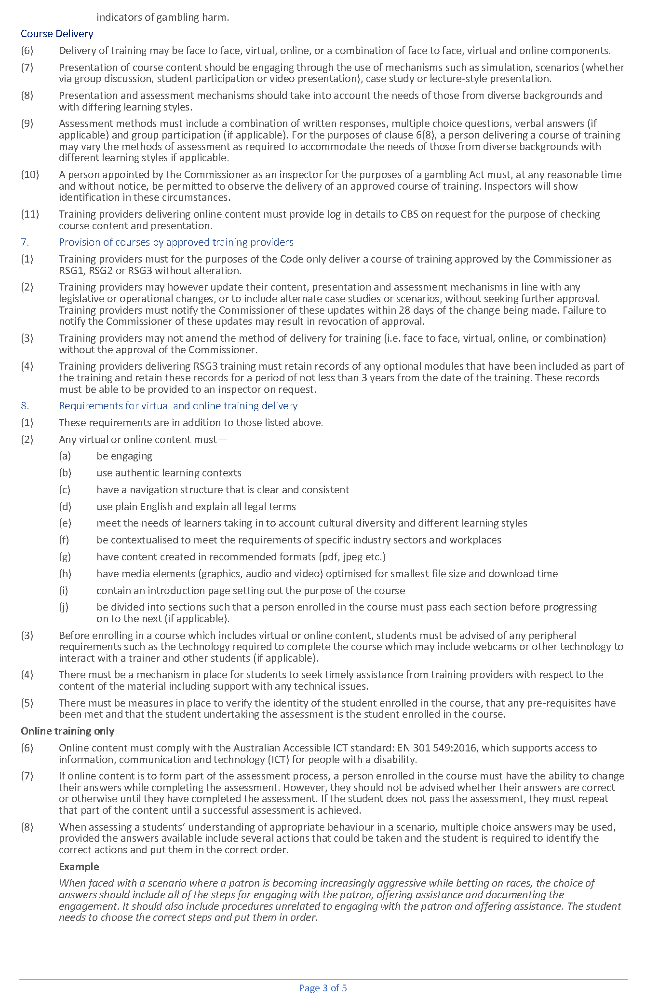 indicators of gambling harm.
Course Delivery
(6) Delivery of training may be face to face, virtual, online, or a combination of face to face, virtual and online components.
(7) Presentation of course content should be engaging through the use of mechanisms such as simulation, scenarios (whether
via group discussion, student participation or video presentation), case study or lecture-style presentation.
(8) Presentation and assessment mechanisms should take into account the needs of those from diverse backgrounds and
with differing learning styles.
(9) Assessment methods must include a combination of written responses, multiple choice questions, verbal answers (if
applicable) and group participation (if applicable). For the purposes of clause 6(8), a person delivering a course of training
may vary the methods of assessment as required to accommodate the needs of those from diverse backgrounds with
different learning styles if applicable.
(10) A person appointed by the Commissioner as an inspector for the purposes of a gambling Act must, at any reasonable time
and without notice, be permitted to observe the delivery of an approved course of training. Inspectors will show
identification in these circumstances.
(11) Training providers delivering online content must provide log in details to CBS on request for the purpose of checking
course content and presentation.
7. Provision of courses by approved training providers
(1) Training providers must for the purposes of the Code only deliver a course of training approved by the Commissioner as
RSG1, RSG2 or RSG3 without alteration.
(2) Training providers may however update their content, presentation and assessment mechanisms in line with any
legislative or operational changes, or to include alternate case studies or scenarios, without seeking further approval.
Training providers must notify the Commissioner of these updates within 28 days of the change being made. Failure to
notify the Commissioner of these updates may result in revocation of approval.
(3) Training providers may not amend the method of delivery for training (i.e. face to face, virtual, online, or combination)
without the approval of the Commissioner.
(4) Training providers delivering RSG3 training must retain records of any optional modules that have been included as part of
the training and retain these records for a period of not less than 3 years from the date of the training. These records
must be able to be provided to an inspector on request.
8. Requirements for virtual and online training delivery
(1) These requirements are in addition to those listed above.
(2) Any virtual or online content must—
(a) be engaging
(b) use authentic learning contexts
(c) have a navigation structure that is clear and consistent
(d) use plain English and explain all legal terms
(e) meet the needs of learners taking in to account cultural diversity and different learning styles
(f) be contextualised to meet the requirements of specific industry sectors and workplaces
(g) have content created in recommended formats (pdf, jpeg etc.)
(h) have media elements (graphics, audio and video) optimised for smallest file size and download time
(i) contain an introduction page setting out the purpose of the course
(j) be divided into sections such that a person enrolled in the course must pass each section before progressing
on to the next (if applicable).
(3) Before enrolling in a course which includes virtual or online content, students must be advised of any peripheral
requirements such as the technology required to complete the course which may include webcams or other technology to
interact with a trainer and other students (if applicable).
(4) There must be a mechanism in place for students to seek timely assistance from training providers with respect to the
content of the material including support with any technical issues.
(5) There must be measures in place to verify the identity of the student enrolled in the course, that any pre-requisites have
been met and that the student undertaking the assessment is the student enrolled in the course.
Online training only
(6) Online content must comply with the Australian Accessible ICT standard: EN 301 549:2016, which supports access to
information, communication and technology (ICT) for people with a disability.
(7) If online content is to form part of the assessment process, a person enrolled in the course must have the ability to change
their answers while completing the assessment. However, they should not be advised whether their answers are correct
or otherwise until they have completed the assessment. If the student does not pass the assessment, they must repeat
that part of the content until a successful assessment is achieved.
(8) When assessing a students’ understanding of appropriate behaviour in a scenario, multiple choice answers may be used,
provided the answers available include several actions that could be taken and the student is required to identify the
correct actions and put them in the correct order.
Example
When faced with a scenario where a patron is becoming increasingly aggressive while betting on races, the choice of
answers should include all of the steps for engaging with the patron, offering assistance and documenting the
engagement. It should also include procedures unrelated to engaging with the patron and offering assistance. The student
needs to choose the correct steps and put them in order.
Page 3 of 5